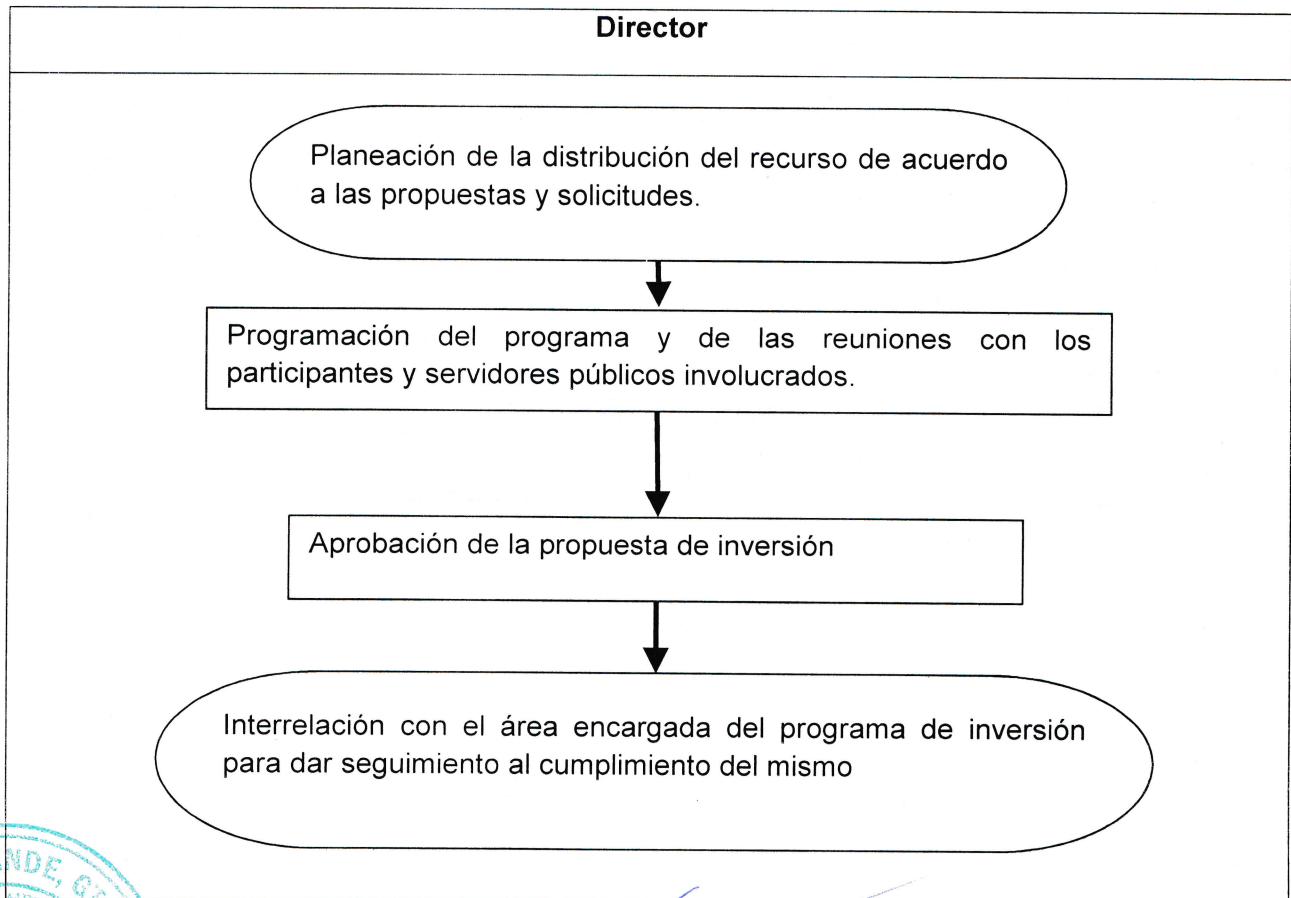 Director
Planeación de la distribución del recurso de acuerdo
a las propuestas y solicitudes.
Programación del programa y de las reuniones con los
participantes y servidores públicos involucrados.
Aprobación de la propuesta de inversión
Interrelación con el área encargada del programa de inversión
para dar seguimiento al cumplimiento del mismo